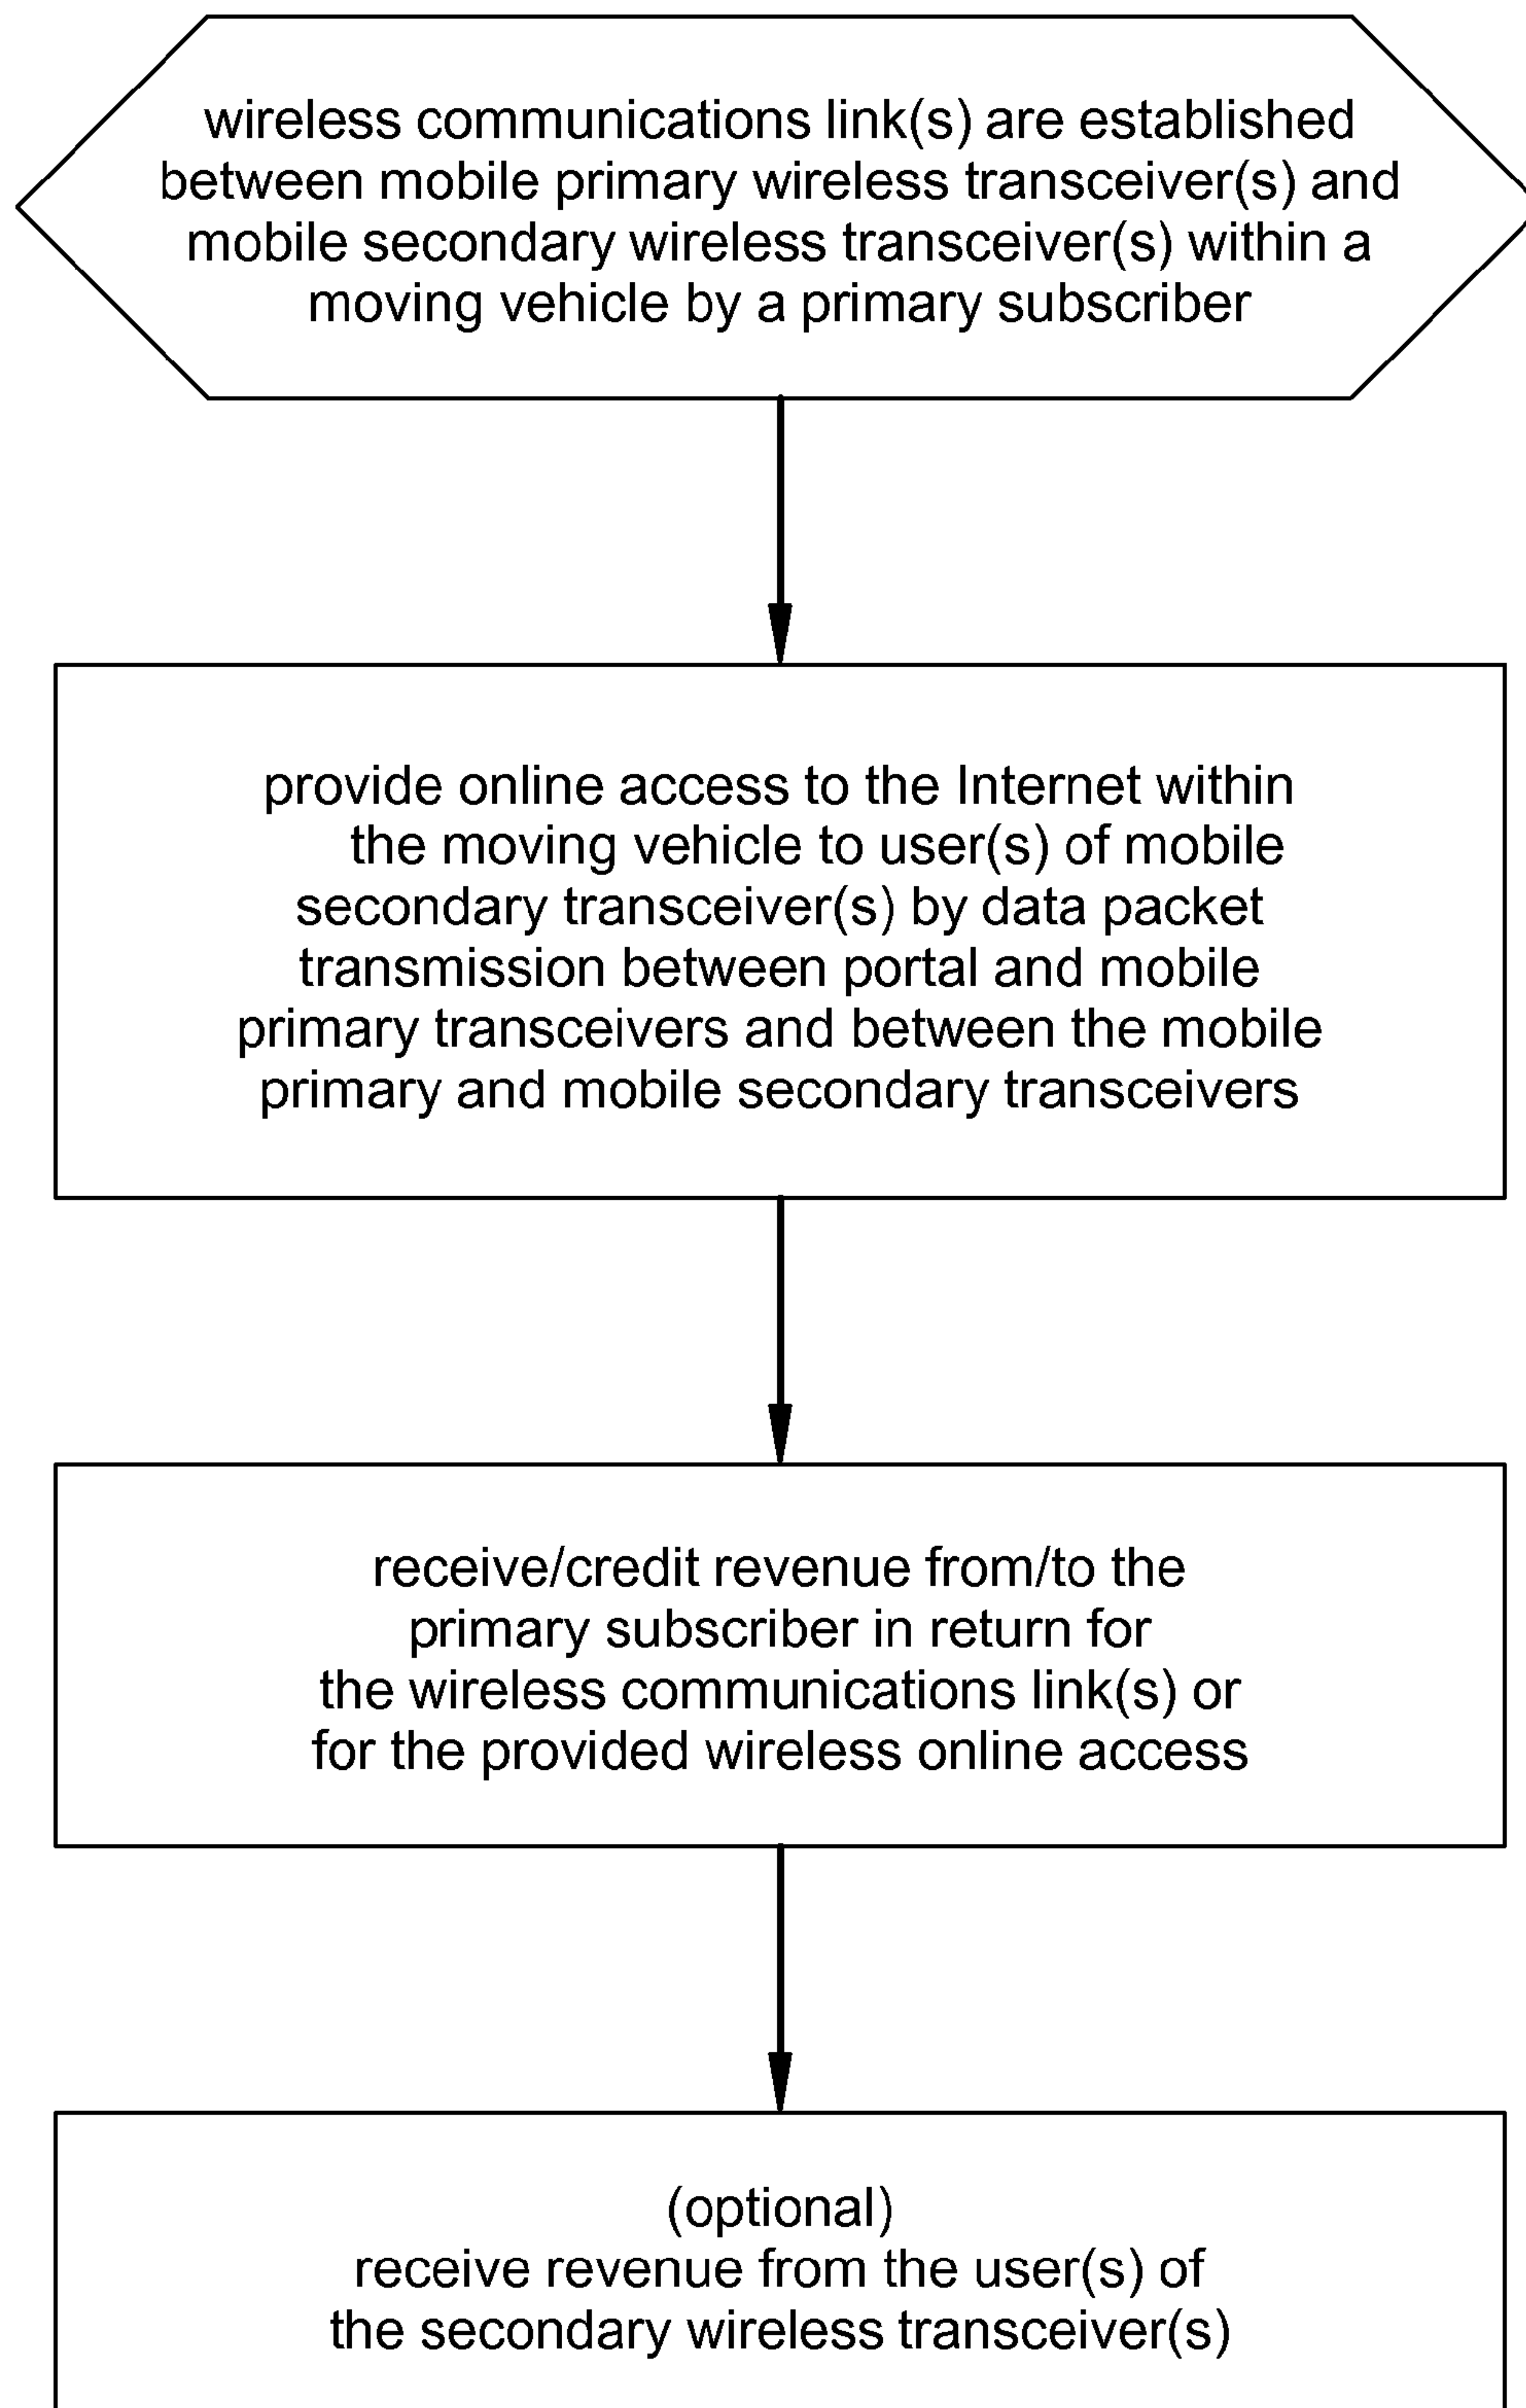 wireless communications link(s) are established
between mobile primary wireless transceiver(s) and
mobile secondary wireless transceiver(s) within a
moving vehicle by a primary subscriber
provide online access to the Internet within
the moving vehicle to user(s) of mobile
secondary transceiver(s) by data packet
transmission between portal and mobile
primary transceivers and between the mobile
primary and mobile secondary transceivers
receive/credit revenue from/to the
primary subscriber in return for
the wireless communications link(s) or
for the provided wireless online access
(optional)
receive revenue from the user(s) of
the secondary wireless transceiver(s)